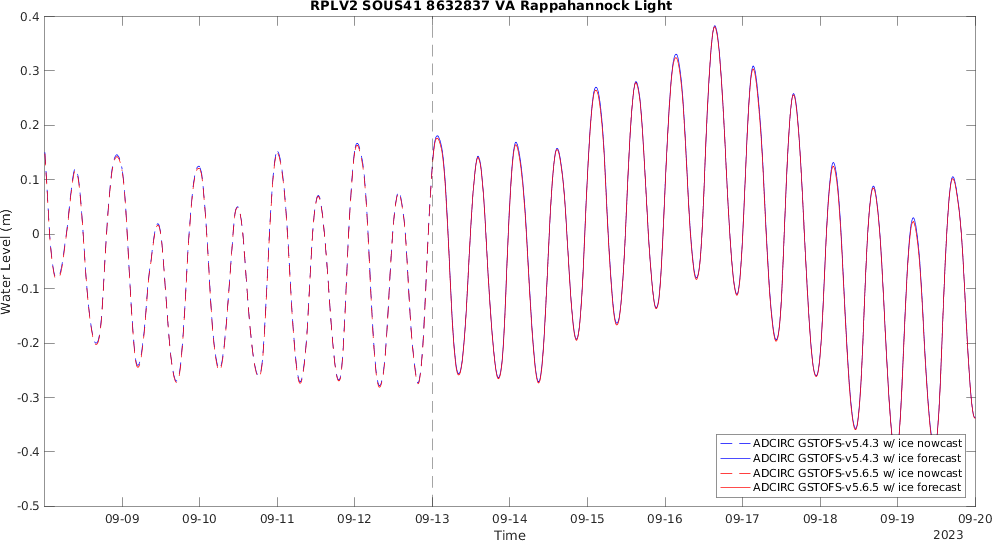 RPLV2 SOUS41 8632837 VA Rappahannock Light
0.4
0.3
0.2
0.1
0
-0.1
-0.2
-0.3
-0.4
-0.5
Water Level (m)
ADCIRC GSTOFS-v5.4.3 w/ ice nowcast
ADCIRC GSTOFS-v5.4.3 w/ ice forecast
ADCIRC GSTOFS-v5.6.5 w/ ice nowcast
ADCIRC GSTOFS-v5.6.5 w/ ice forecast
09-09 09-10 09-11 09-12 09-13 09-14 09-15 09-16 09-17 09-18 09-19 09-20
Time
2023